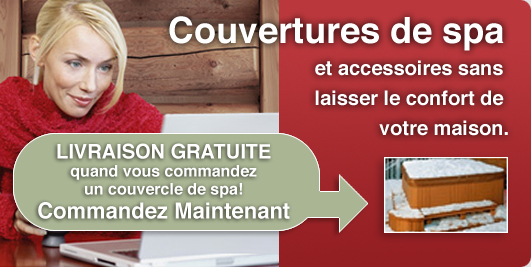 Couvertures de spa
et accessoires sans
laisser le confort de
votre maison.
LIVRAISON GRATUITE
quand vous commandez
un couvercle de spa!
Commandez Maintenant